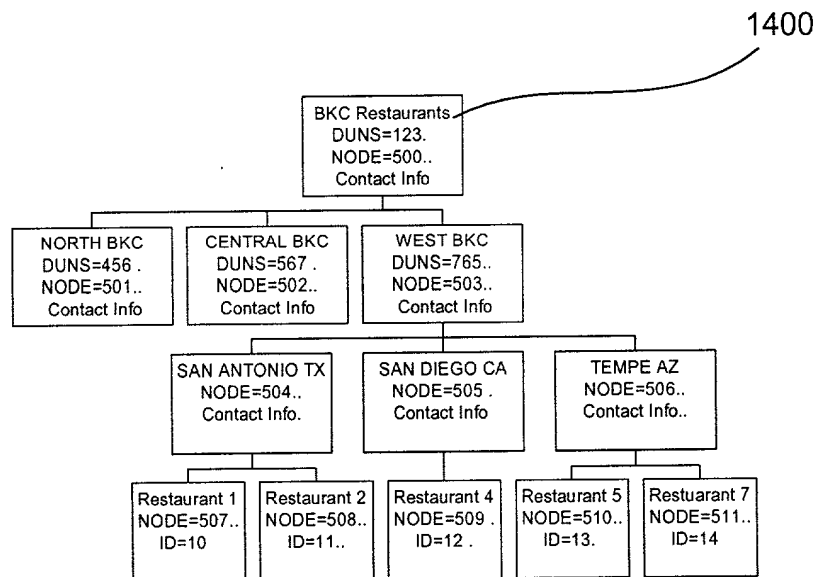 1400
BKC Restaurants
DUNS=123.
NODE=500..
Contact Info
NORTH BKC
DUNS=456 .
NODE=501..
Contact Info
CENTRAL BKC
DUNS=567 .
NODE=502..
Contact Info
WEST BKC
DUNS=765..
NODE=503..
Contact Info
SAN ANTONIO TX
NODE=504..
Contact Info.
SAN DIEGO CA
NODE=505 .
Contact Info
TEMPE AZ
NODE=506..
Contact Info..
Restaurant 1
NODE=507..
ID=10
Restaurant 2
NODE=508..
ID=11..
Restaurant 4
NODE=509 .
ID=12 .
Restaurant 5
NODE=510..
ID=13.
Restuarant 7
NODE=511..
ID=14